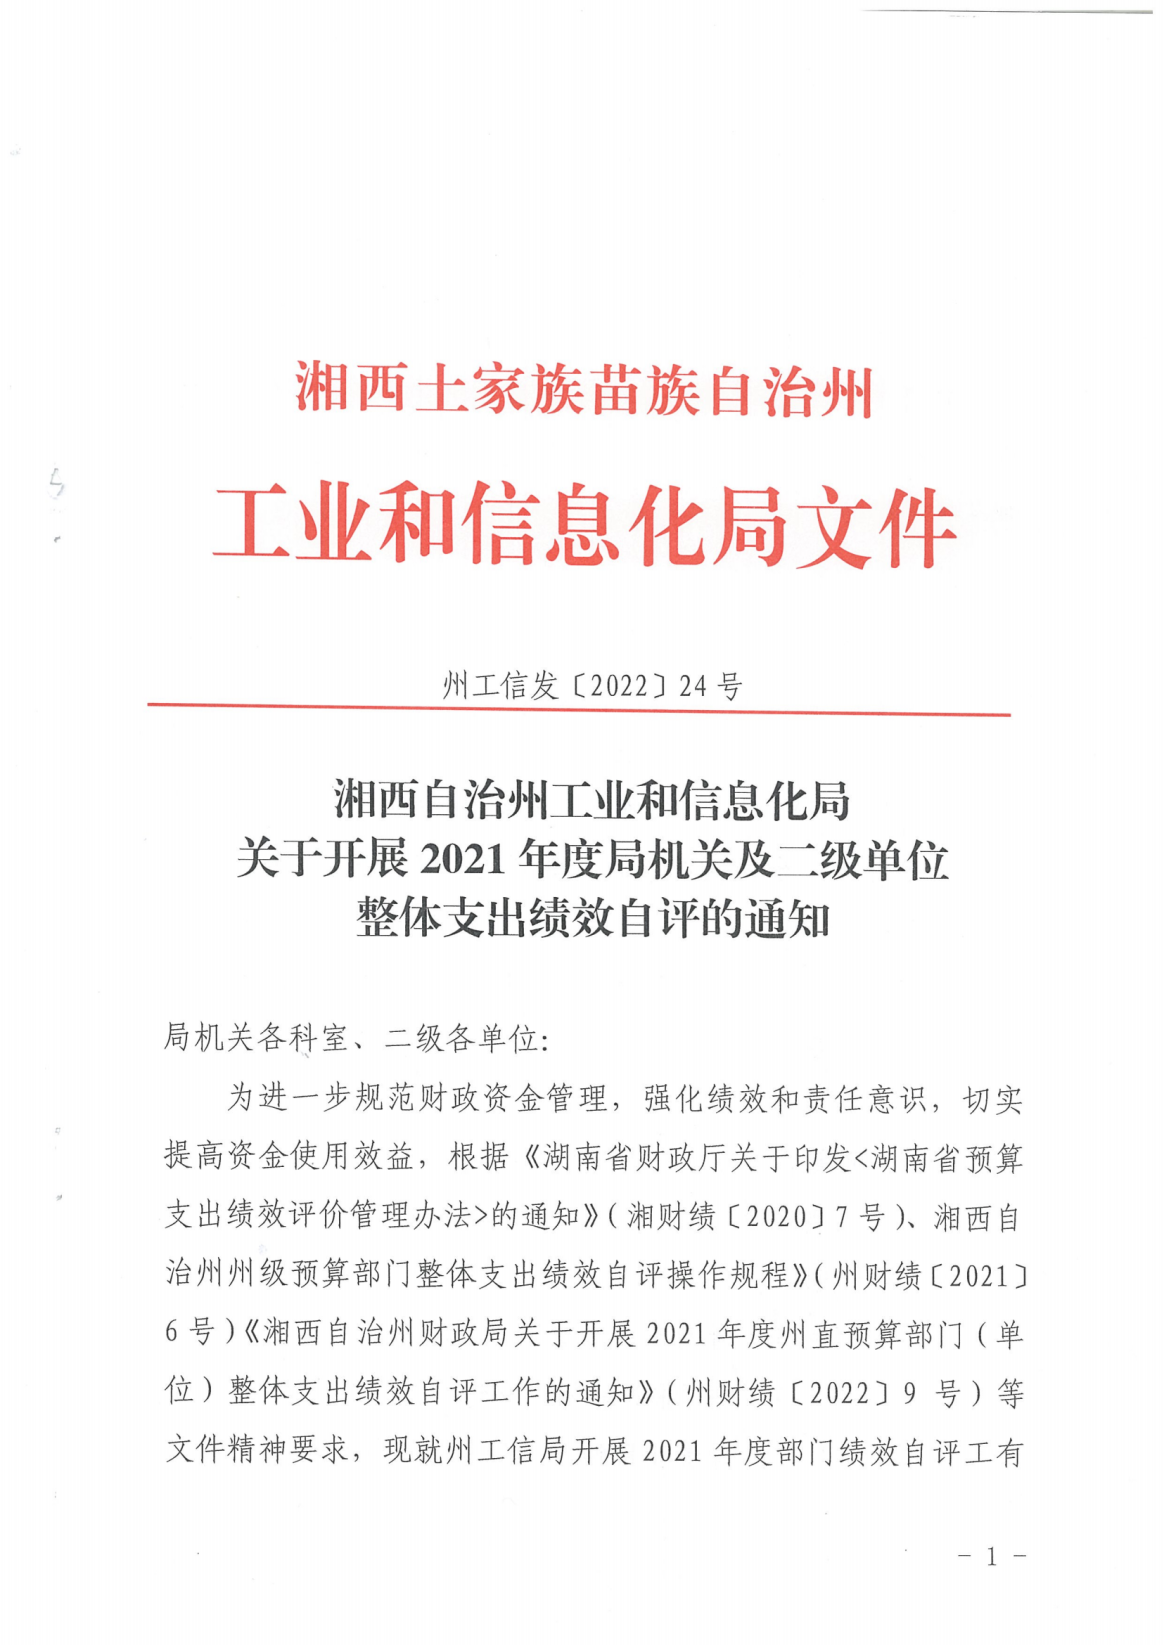 湘西土家族苗族自治州
工业和信息化局文件
州工信发〔2022〕24号
湘西自治州工业和信息化局
关于开展 2021 年度局机关及二级单位
整体支出绩效自评的通知
局机关各科室、二级各单位:
为进一步规范财政资金管理，强化绩效和责任意识，切实
提高资金使用效益，根据《湖南省财政厅关于印发<湖南省预算
支出绩效评价管理办法>的通知》(湘财绩〔2020〕7 号)、湘西自
治州州级预算部门整体支出绩效自评操作规程》(州财绩〔2021〕
6 号)《湘西自治州财政局关于开展 2021 年度州直预算部门(单
位)整体支出绩效自评工作的通知》(州财绩〔2022〕9 号)等
文件精神要求，现就州工信局开展 2021 年度部门绩效自评工有
- 1 -